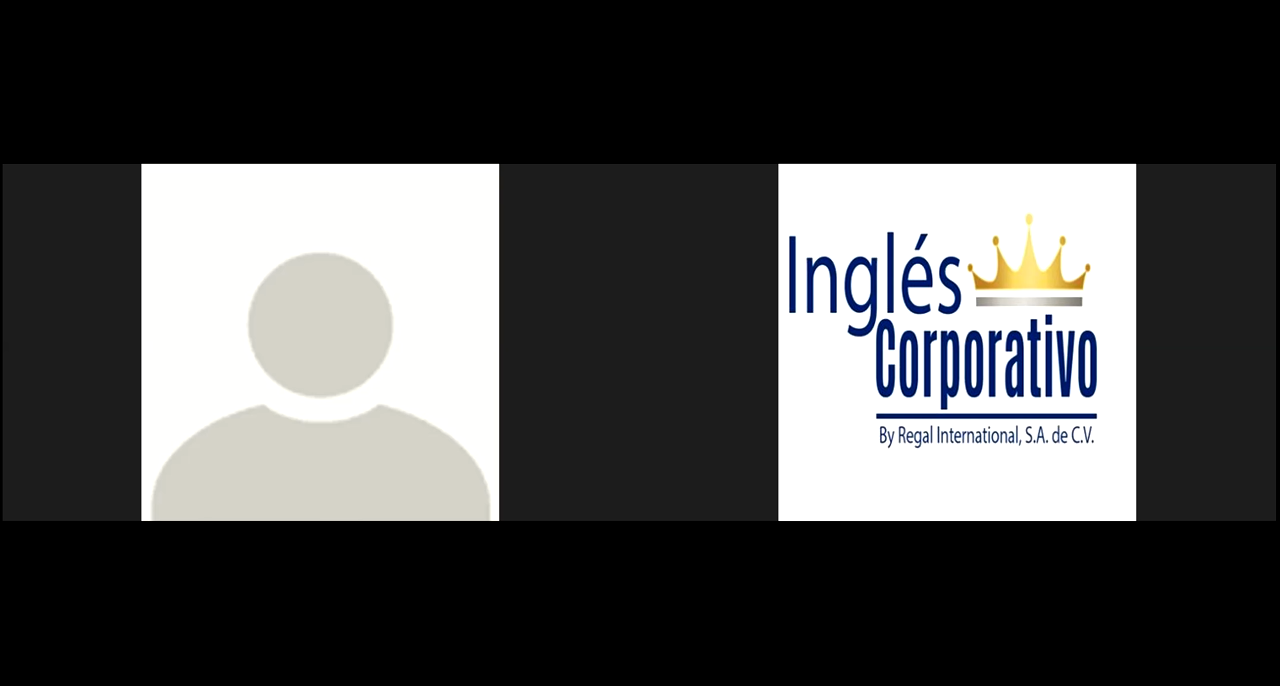 Inglés
Corporativo
By Regal International, S.A. de C.V.